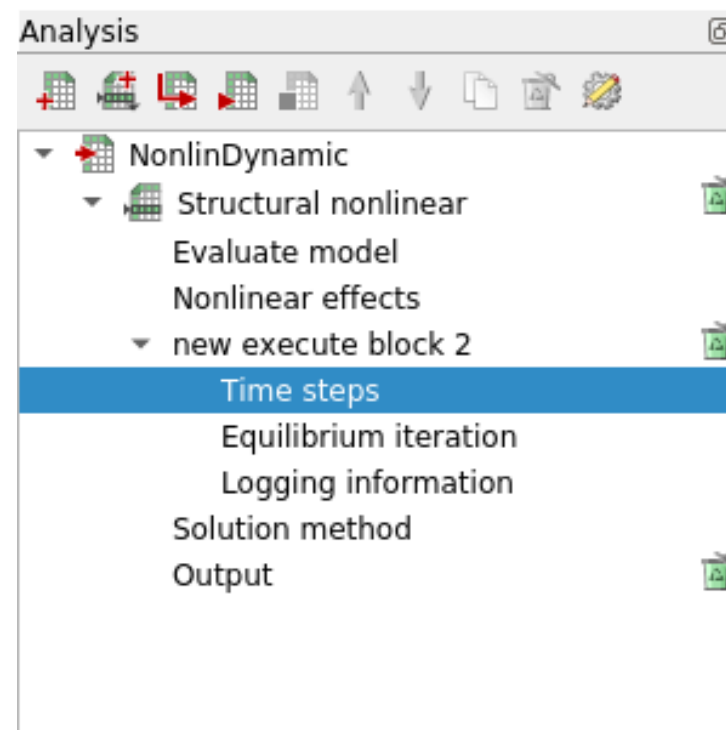 Analysis
NonlinDynamic
Structural nonlinear
Evaluate model
Nonlinear effects
new execute block 2
Time steps
Equilibrium iteration
Logging information
Solution method
Output